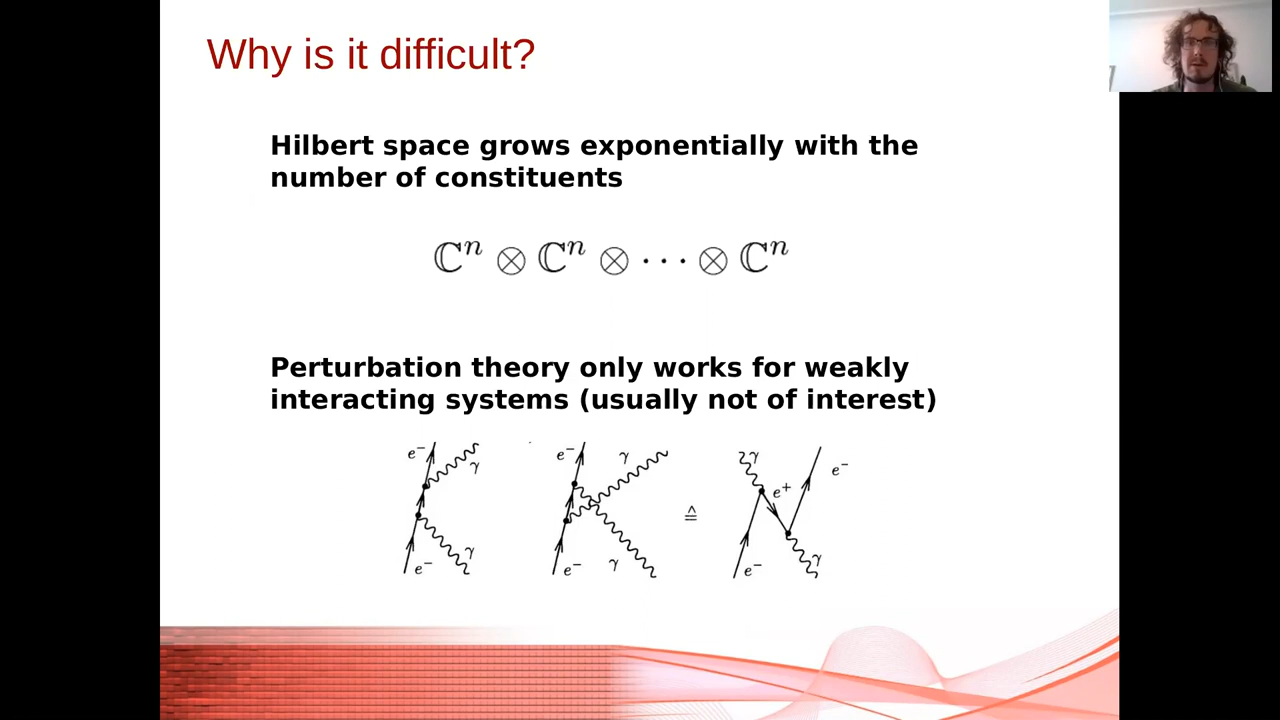 Why is it difficult?
Hilbert space grows exponentially with the
number of constituents
ℂⁿ ⊗ ℂⁿ ⊗ ··· ⊗ ℂⁿ
Perturbation theory only works for weakly
interacting systems (usually not of interest)
e⁻ γ e⁻ γ ≙ γ e⁺ e⁻
e⁻ γ e⁻ γ e⁻ γ